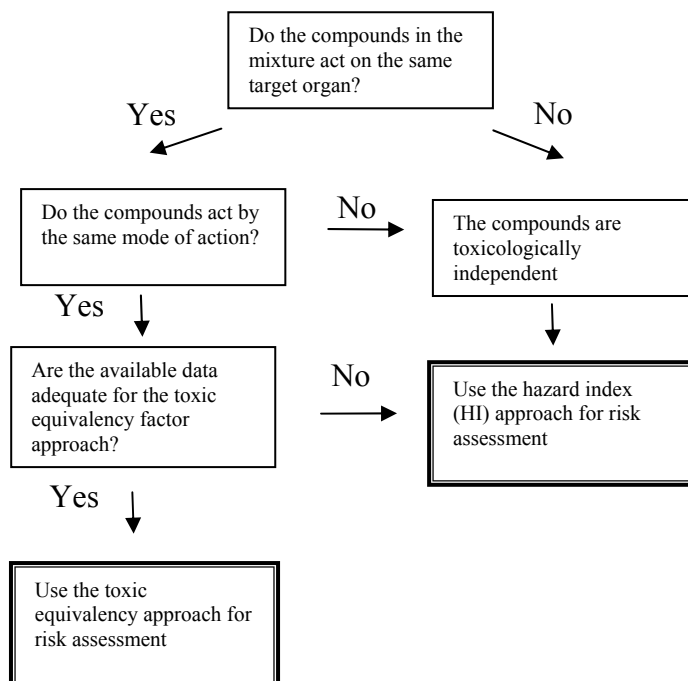 Do the compounds in the
mixture act on the same
target organ?
Yes
No
Do the compounds act by
the same mode of action?
No
The compounds are
toxicologically
independent
Yes
Are the available data
adequate for the toxic
equivalency factor
approach?
No
Use the hazard index
(HI) approach for risk
assessment
Yes
Use the toxic
equivalency approach for
risk assessment